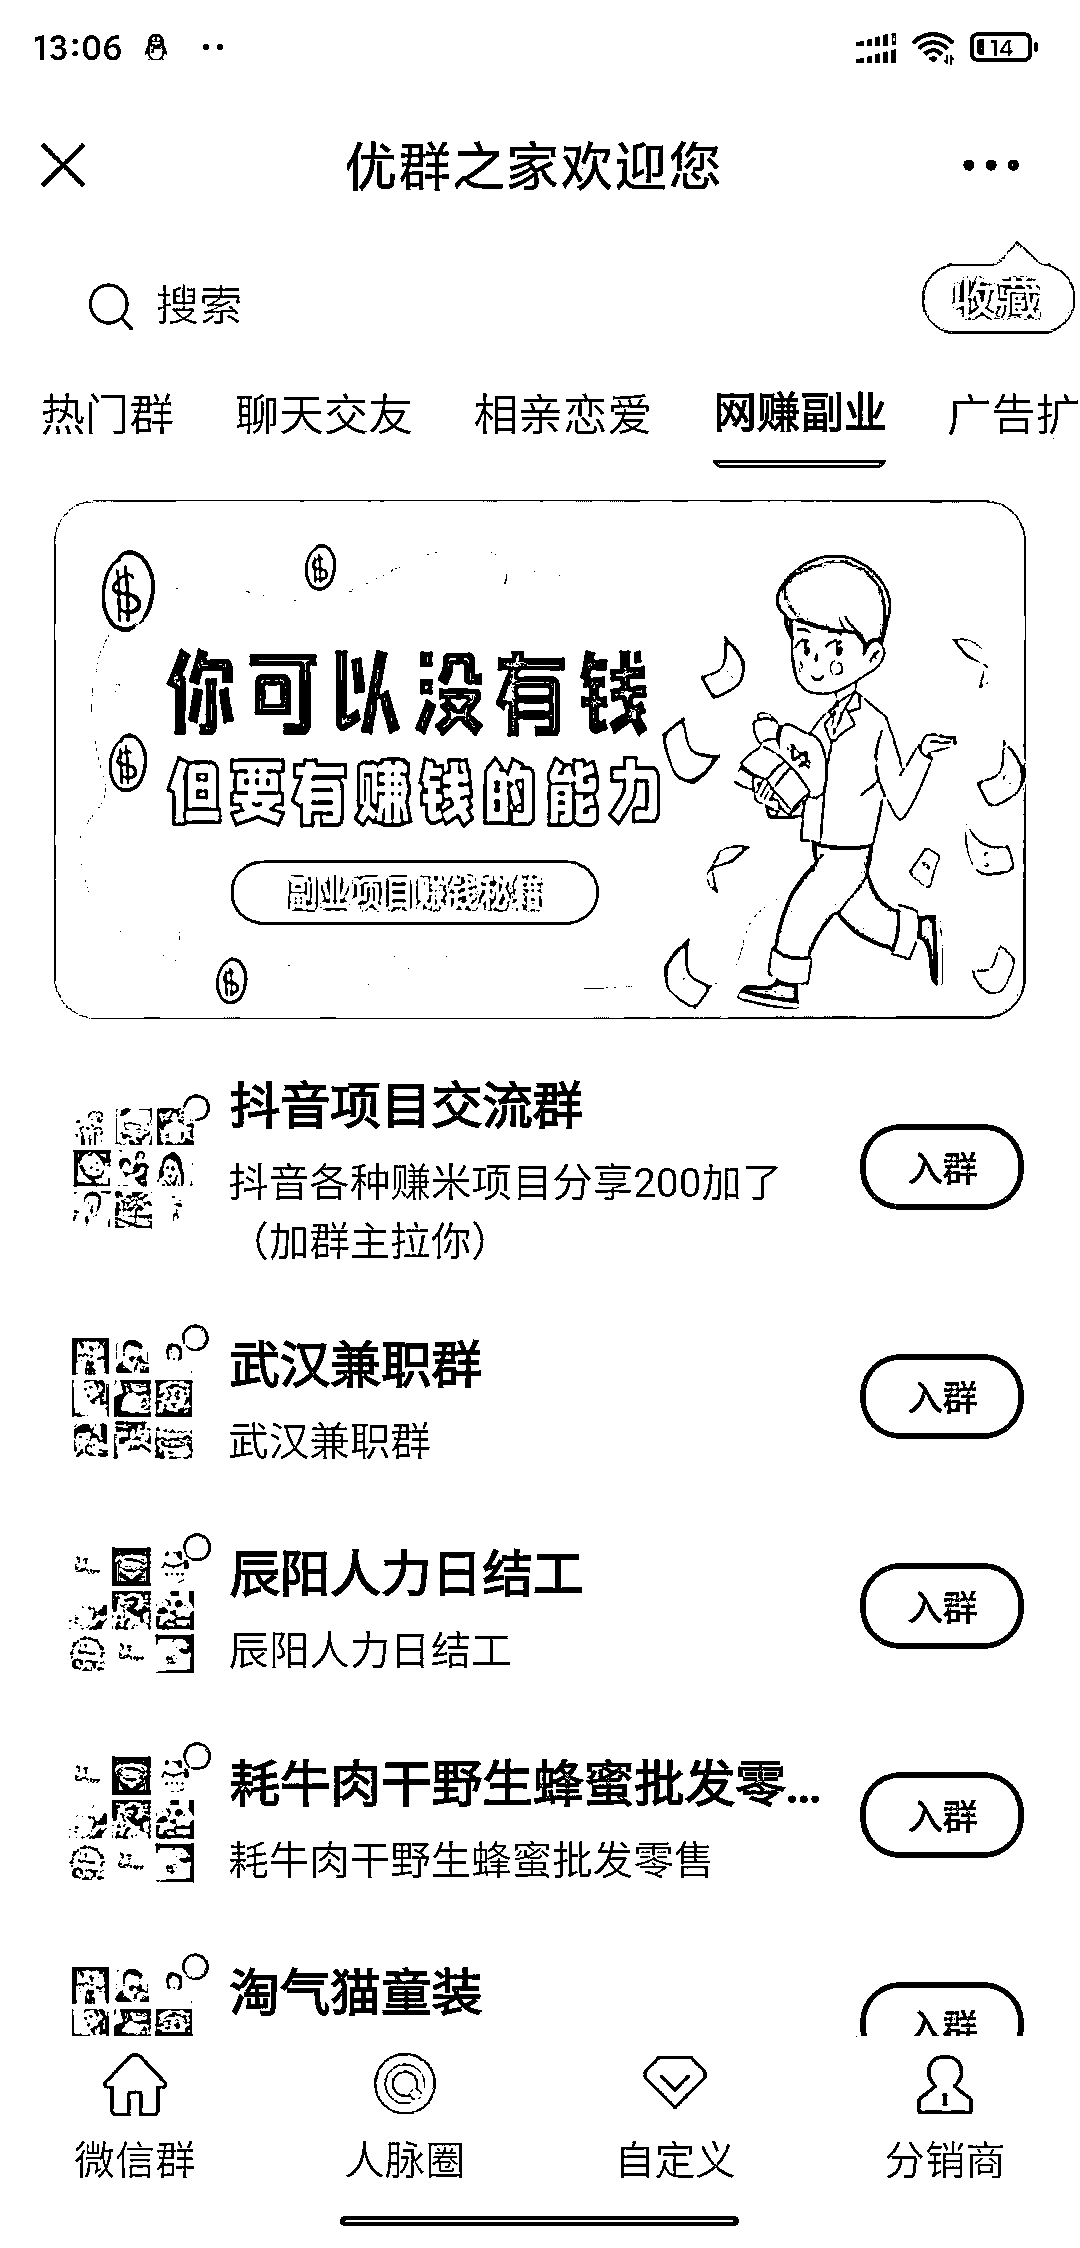 13:06
14
优群之家欢迎您
搜索
收藏
热门群 聊天交友 相亲恋爱 网赚副业 广告扩
你可以没有钱
但要有赚钱的能力
副业项目赚钱秘籍
抖音项目交流群
抖音各种赚米项目分享200加了
（加群主拉你）
入群
武汉兼职群
武汉兼职群
入群
辰阳人力日结工
辰阳人力日结工
入群
耗牛肉干野生蜂蜜批发零...
耗牛肉干野生蜂蜜批发零售
入群
淘气猫童装
入群
微信群 人脉圈 自定义 分销商